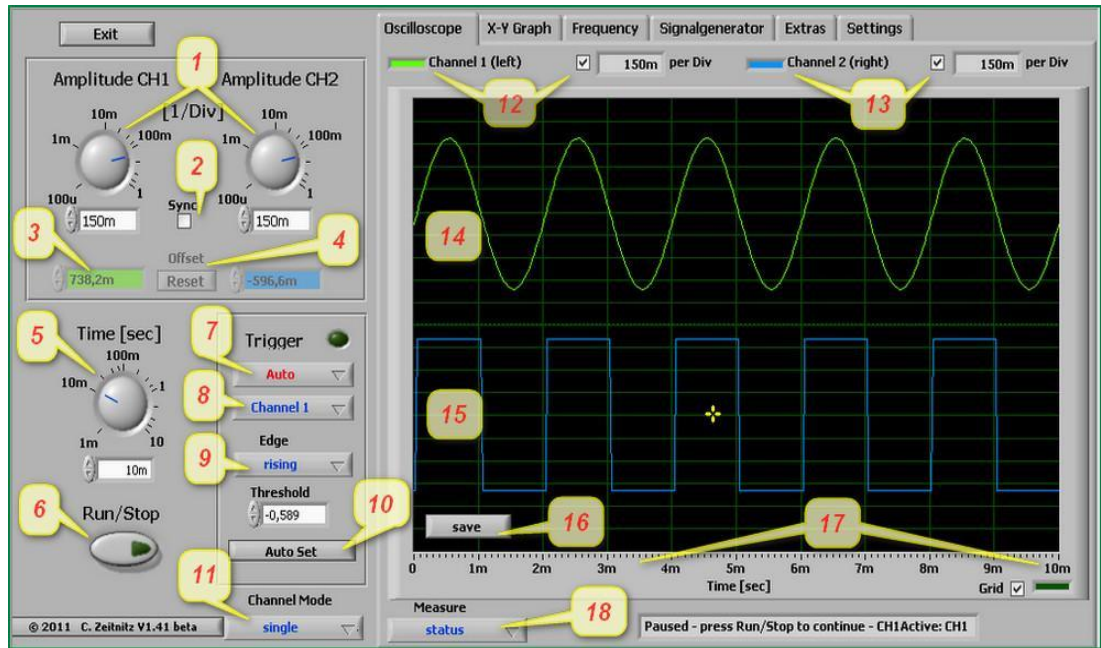 Exit
Oscilloscope X-Y Graph Frequency Signalgenerator Extras Settings
Channel 1 (left) 150m per Div Channel 2 (right) 150m per Div
1
12
13
Amplitude CH1 Amplitude CH2
[1/Div]
10m 10m
100m 100m
1m 1m
2
100u 1 100u 1
Sync
150m 150m
3
4
14
Offset
738,2m Reset -596,6m
5
Time [sec]
7
Trigger
100m
10m 1
Auto
8
Channel 1
15
1m 10
Edge
9
rising
10m
Threshold
10
-0,589
6
Run/Stop
save
16
17
Auto Set
11
0 1m 2m 3m 4m 5m 6m 7m 8m 9m 10m
Time [sec]
Grid
Channel Mode
Measure
18
© 2011 C. Zeitnitz V1.41 beta
single
status
Paused - press Run/Stop to continue - CH1Active: CH1